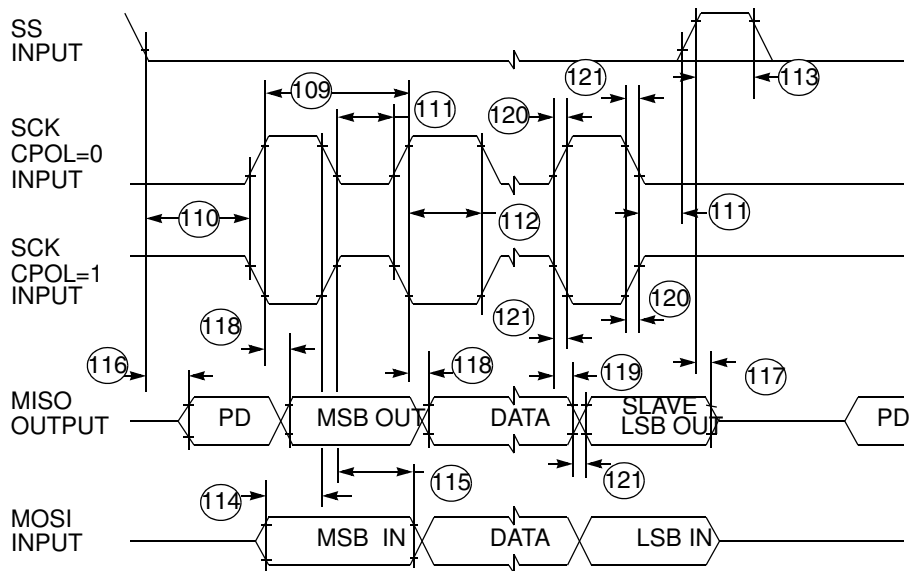 SS
INPUT
109
121
113
111
120
SCK
CPOL=0
INPUT
110
112
111
SCK
CPOL=1
INPUT
118
121
120
116
118
119
117
MISO
OUTPUT
PD
MSB OUT
DATA
SLAVE
LSB OUT
PD
121
114
115
MOSI
INPUT
MSB IN
DATA
LSB IN